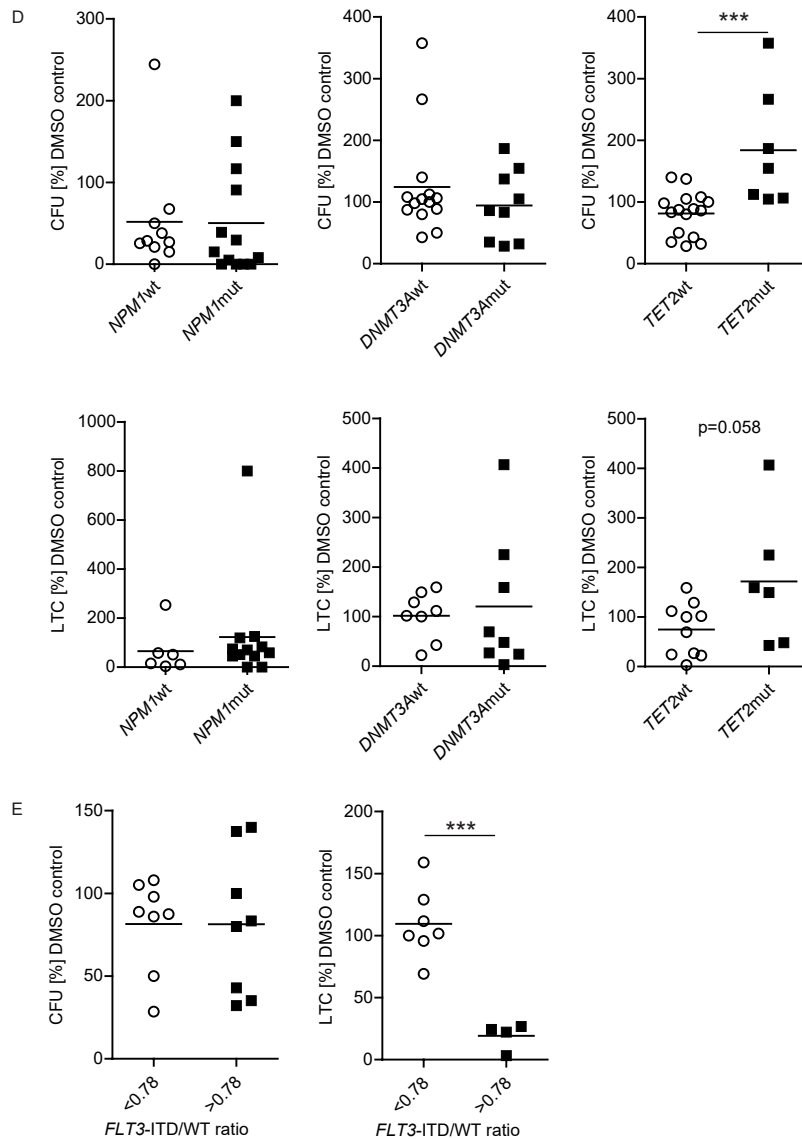 D
CFU [%] DMSO control
300
200
100
0
NPM1wt
NPM1mut
CFU [%] DMSO control
400
300
200
100
0
DNMT3Awt
DNMT3Amut
CFU [%] DMSO control
400
300
200
100
0
***
TET2wt
TET2mut
LTC [%] DMSO control
1000
800
600
400
200
0
NPM1wt
NPM1mut
LTC [%] DMSO control
500
400
300
200
100
0
DNMT3Awt
DNMT3Amut
LTC [%] DMSO control
500
400
300
200
100
0
p=0.058
TET2wt
TET2mut
E
CFU [%] DMSO control
150
100
50
0
<0.78
>0.78
FLT3-ITD/WT ratio
LTC [%] DMSO control
200
150
100
50
0
***
<0.78
>0.78
FLT3-ITD/WT ratio